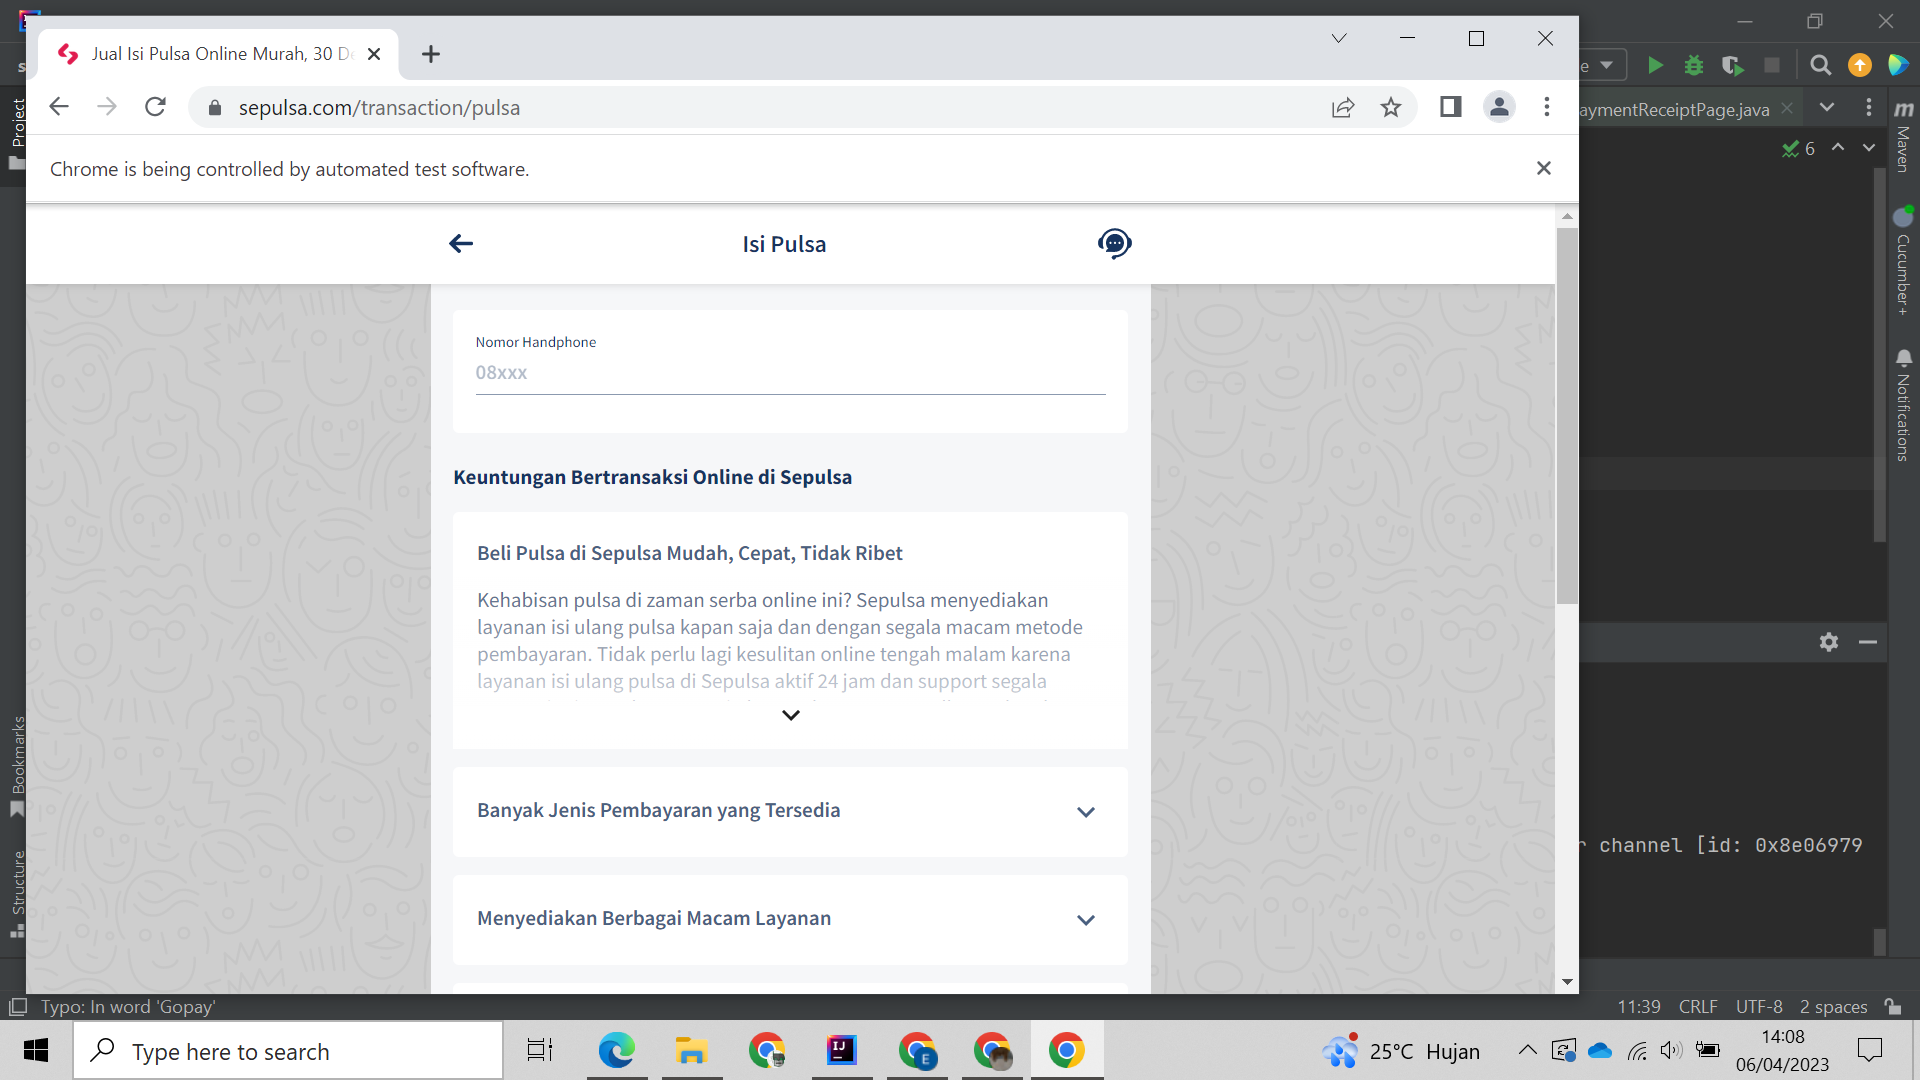 Jual Isi Pulsa Online Murah, 30 De
sepulsa.com/transaction/pulsa
Chrome is being controlled by automated test software.
Isi Pulsa
Nomor Handphone
08xxx
Keuntungan Bertransaksi Online di Sepulsa
Beli Pulsa di Sepulsa Mudah, Cepat, Tidak Ribet
Kehabisan pulsa di zaman serba online ini? Sepulsa menyediakan
layanan isi ulang pulsa kapan saja dan dengan segala macam metode
pembayaran. Tidak perlu lagi kesulitan online tengah malam karena
layanan isi ulang pulsa di Sepulsa aktif 24 jam dan support segala
Banyak Jenis Pembayaran yang Tersedia
Menyediakan Berbagai Macam Layanan
Project
Bookmarks
Structure
e
aymentReceiptPage.java
6
m
Maven
Cucumber+
Notifications
r channel [id: 0x8e06979
Typo: In word 'Gopay'
11:39 CRLF UTF-8 2 spaces
Type here to search
IJ
E
25°C Hujan
14:08
06/04/2023